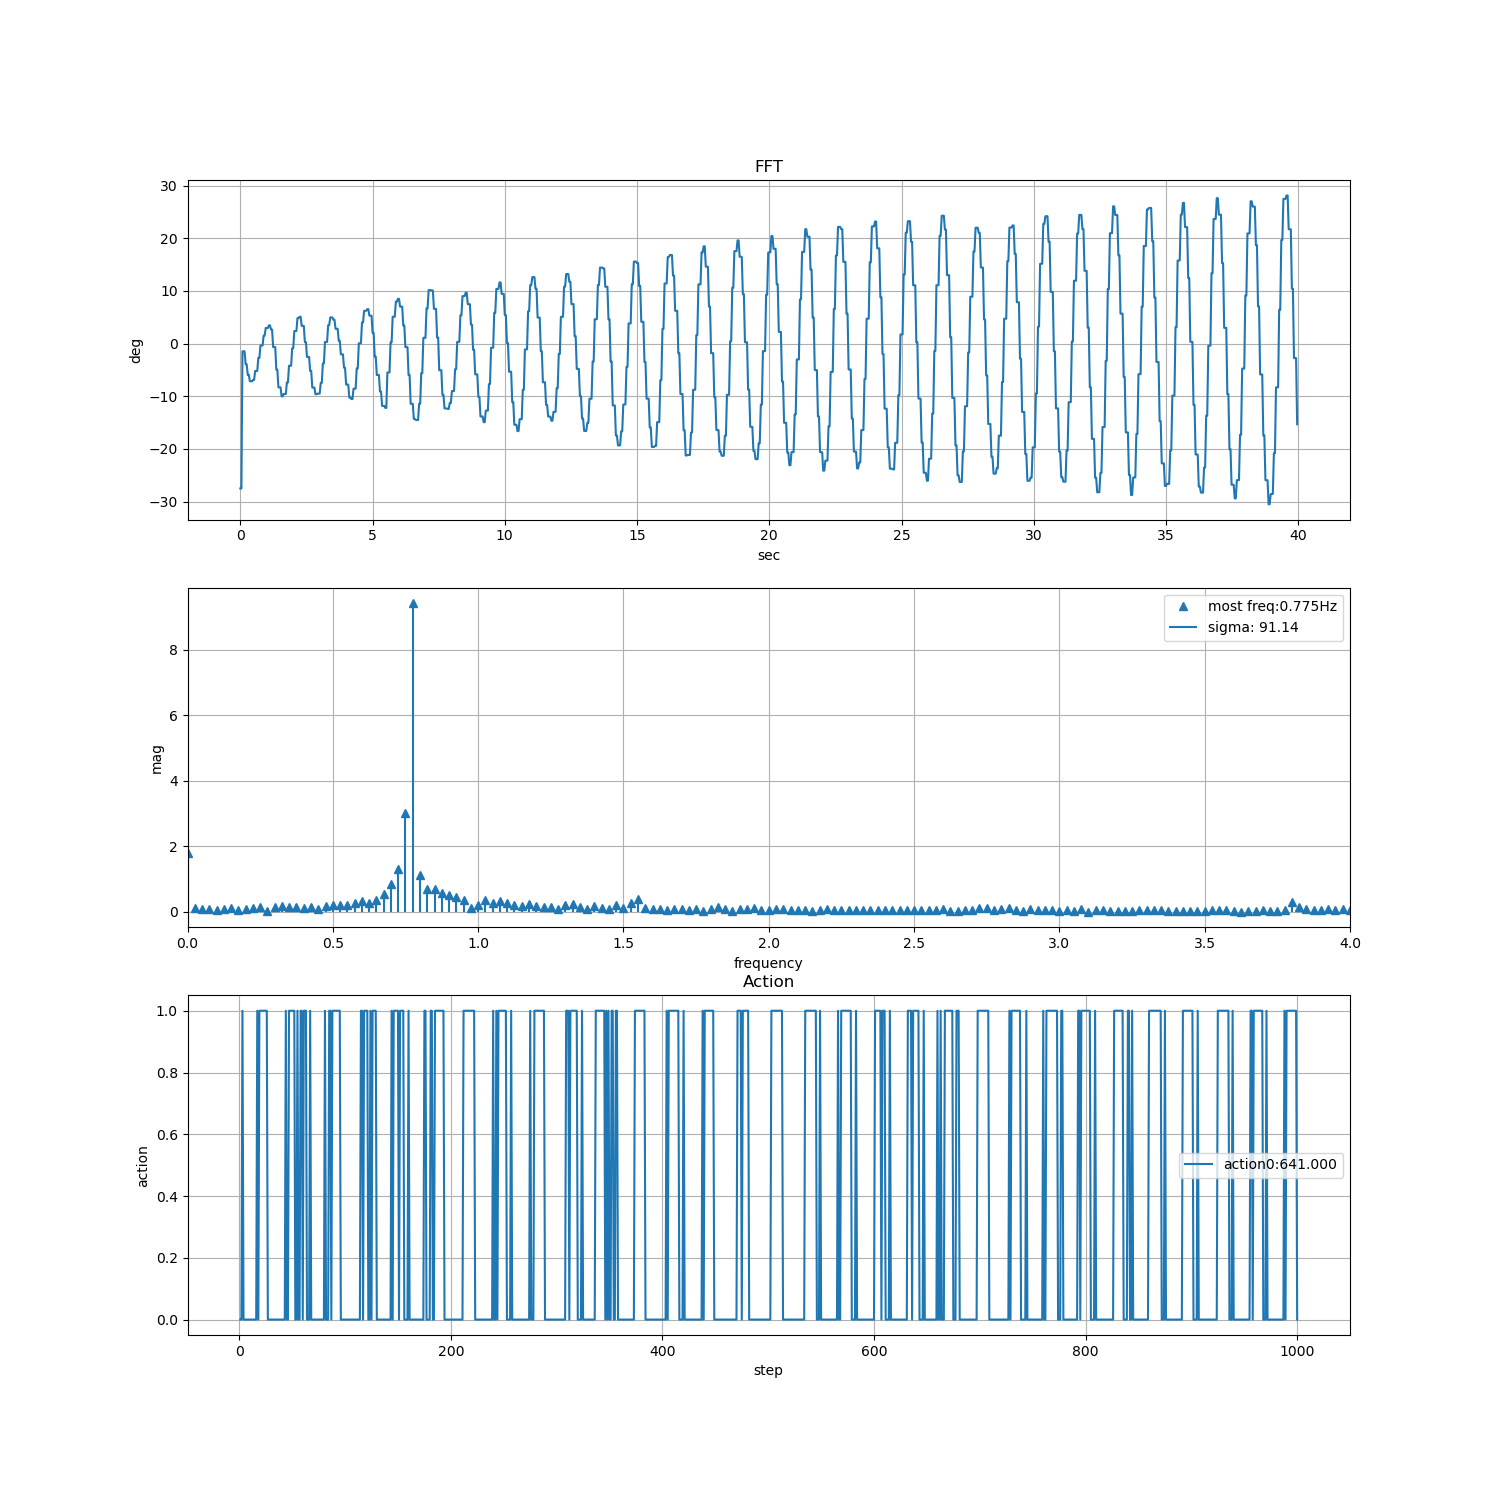 FFT
30
20
10
0
−10
−20
−30
deg
0 5 10 15 20 25 30 35 40
sec
most freq:0.775Hz
sigma: 91.14
8
6
4
2
0
mag
0.0 0.5 1.0 1.5 2.0 2.5 3.0 3.5 4.0
frequency
Action
1.0
0.8
0.6
0.4
0.2
0.0
action
action0:641.000
0 200 400 600 800 1000
step